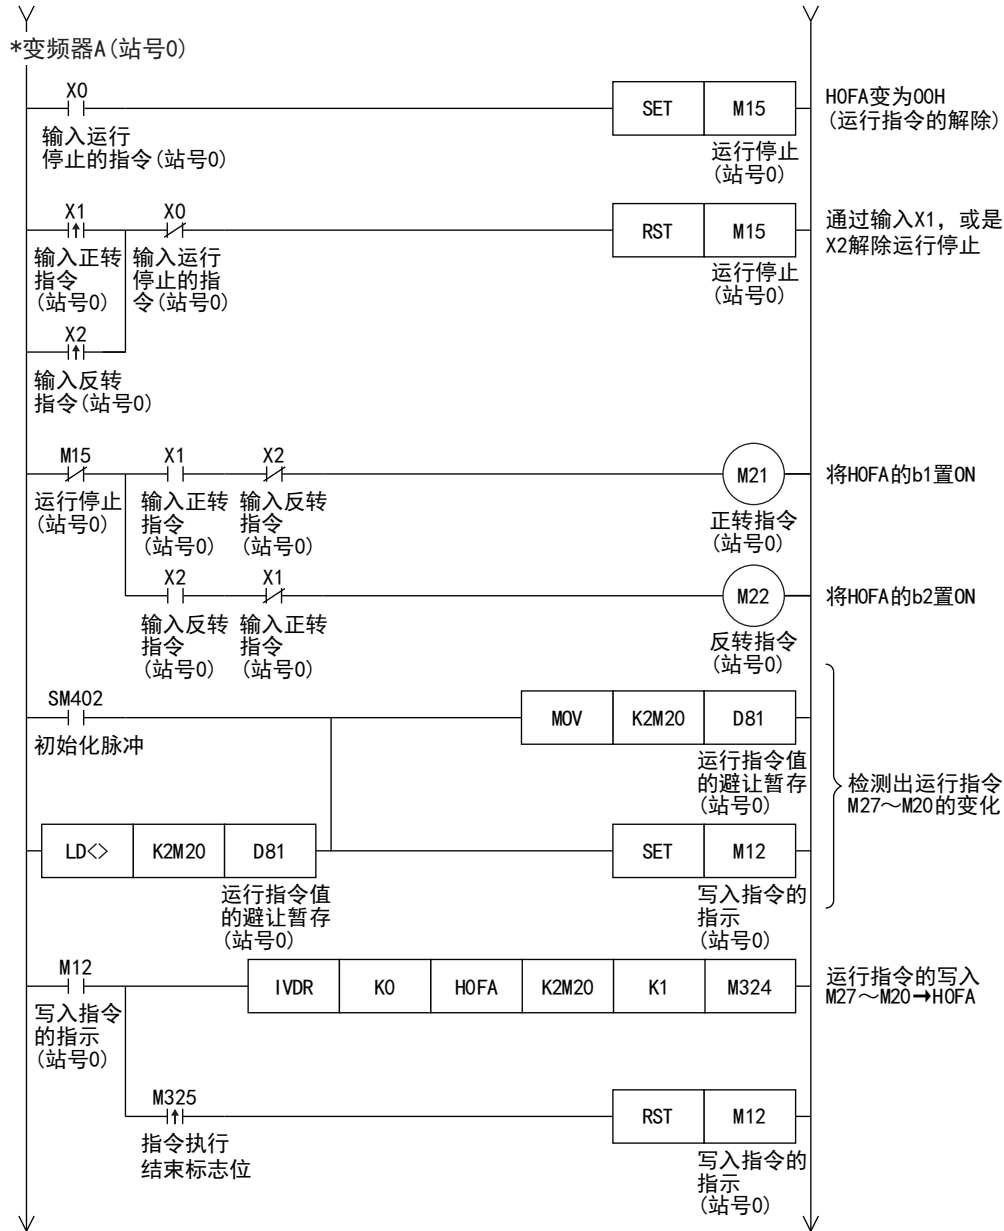 *变频器A(站号0)
X0
SET M15
H0FA变为00H
(运行指令的解除)
输入运行
停止的指令(站号0)
运行停止
(站号0)
X1 X0
RST M15
通过输入X1，或是
X2解除运行停止
输入正转
指令
(站号0)
输入运行
停止的指
令(站号0)
运行停止
(站号0)
X2
输入反转
指令(站号0)
M15 X1 X2
M21
将H0FA的b1置ON
运行停止
(站号0)
输入正转
指令
(站号0)
输入反转
指令
(站号0)
正转指令
(站号0)
X2 X1
M22
将H0FA的b2置ON
输入反转
指令
(站号0)
输入正转
指令
(站号0)
反转指令
(站号0)
SM402
MOV K2M20 D81
初始化脉冲
运行指令值
的避让暂存
(站号0)
检测出运行指令
M27～M20的变化
LD<> K2M20 D81
SET M12
运行指令值
的避让暂存
(站号0)
写入指令的
指示
(站号0)
M12
IVDR K0 H0FA K2M20 K1 M324
运行指令的写入
M27～M20→H0FA
写入指令
的指示
(站号0)
M325
RST M12
指令执行
结束标志位
写入指令的
指示
(站号0)